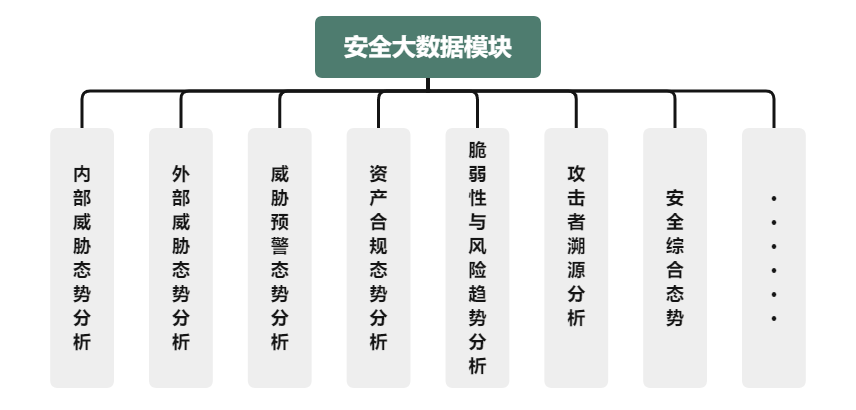 安全大数据模块
内部威胁态势分析
外部威胁态势分析
威胁预警态势分析
资产合规态势分析
脆弱性与风险趋势分析
攻击者溯源分析
安全综合态势
······